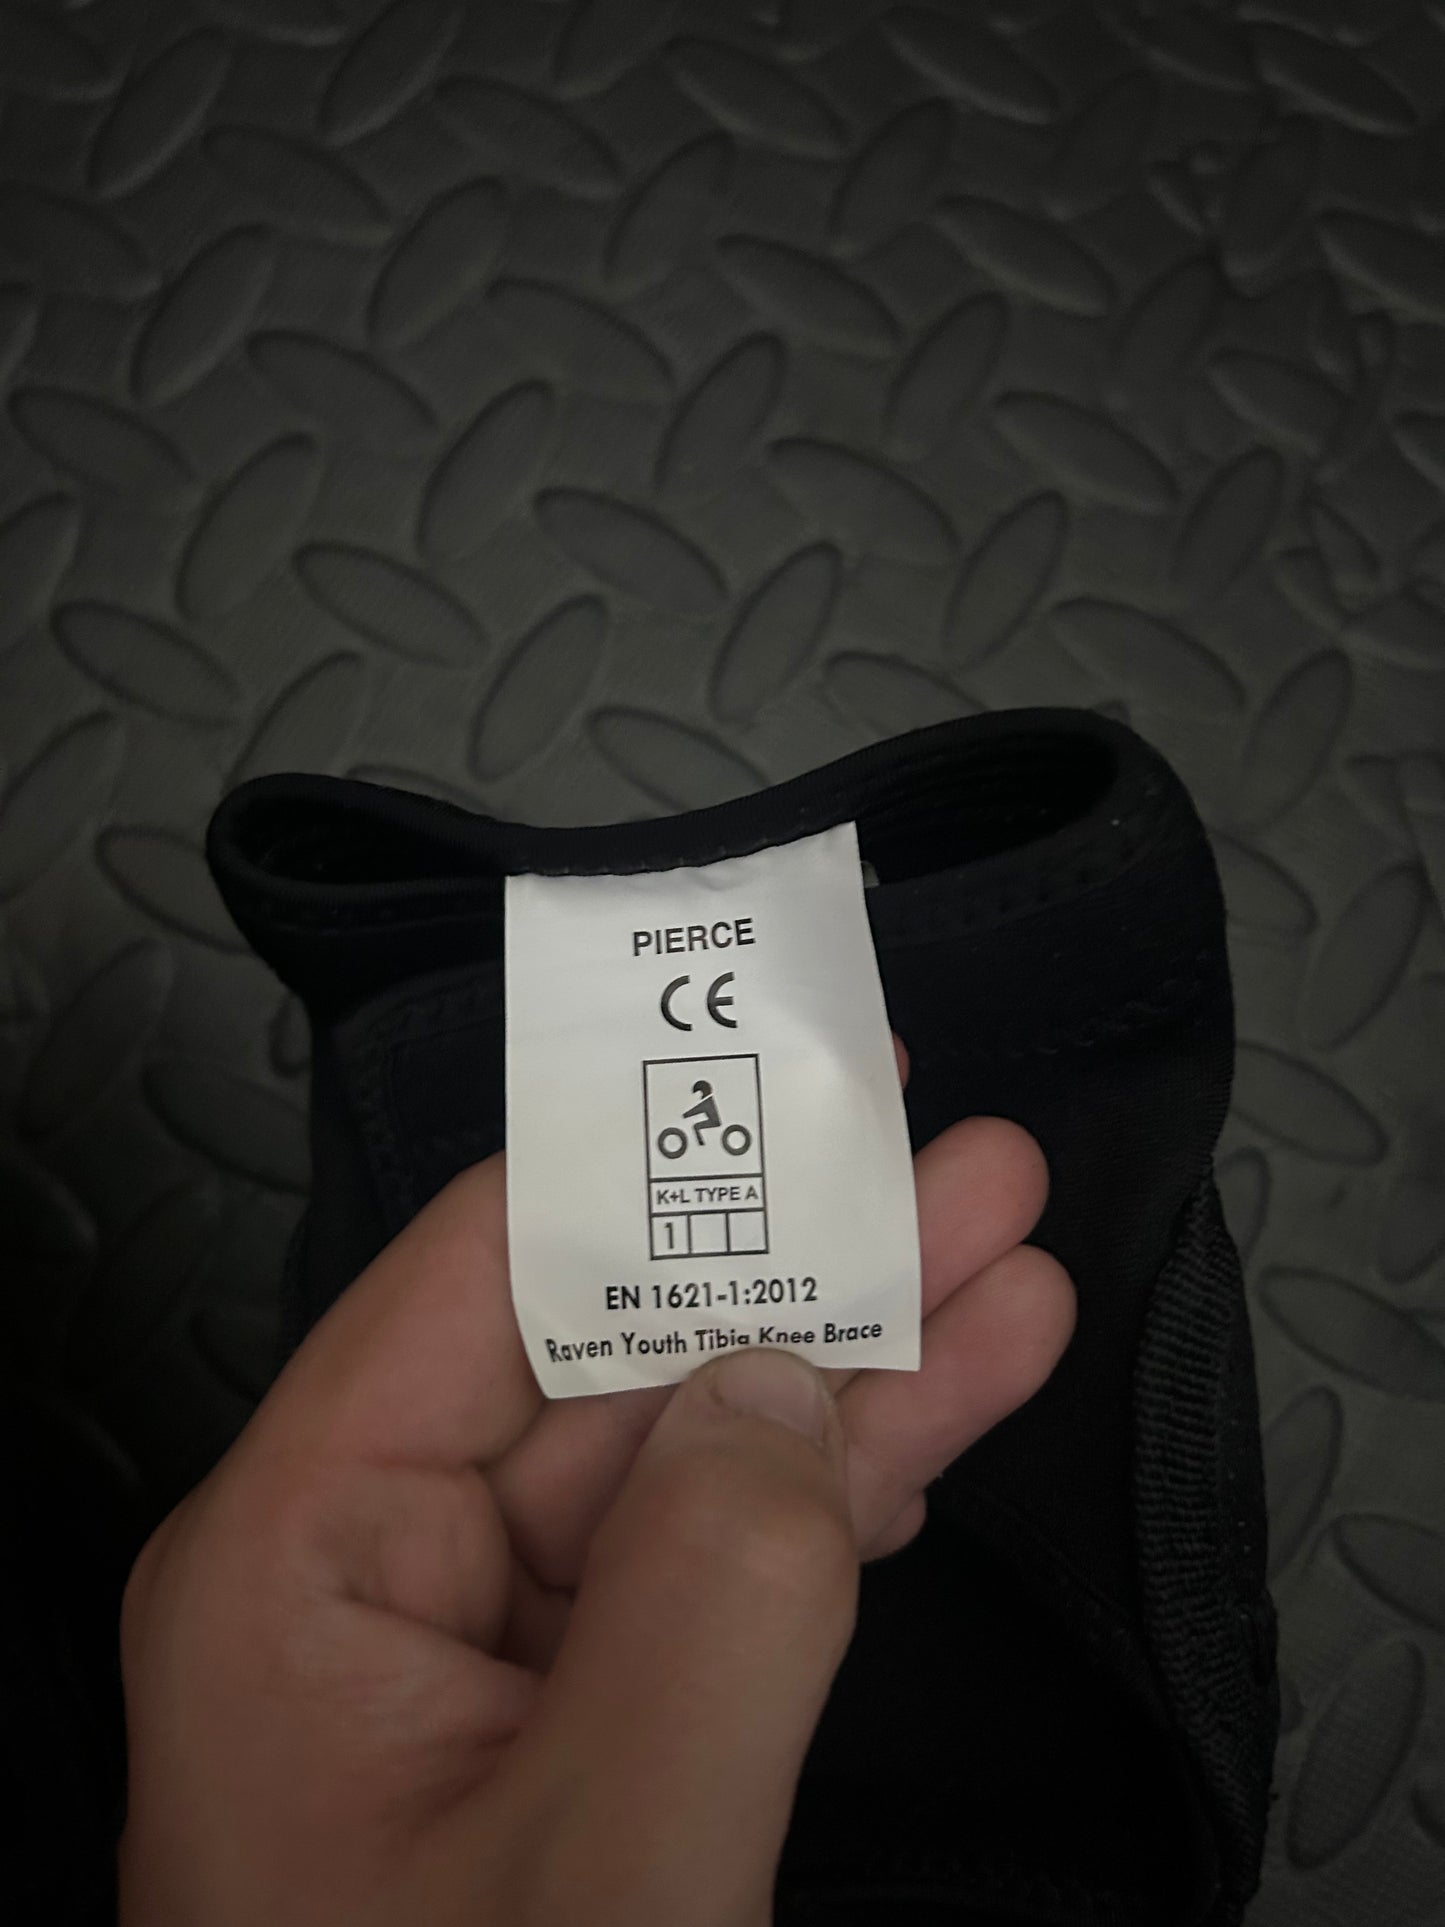 PIERCE
CE
K+L TYPE A
1
EN 1621-1:2012
Raven Youth Tibia Knee Brace